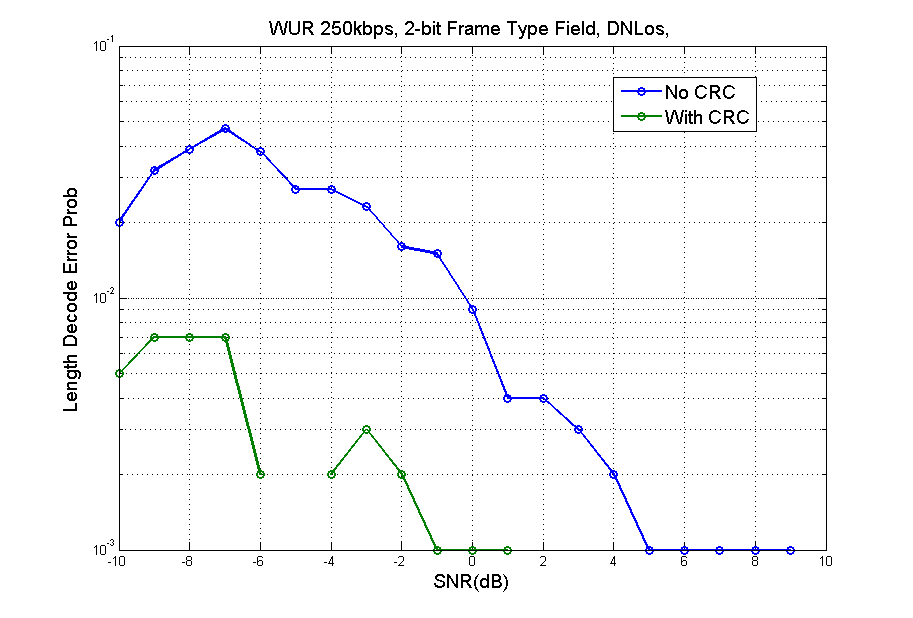 WUR 250kbps, 2-bit Frame Type Field, DNLos,
10-1
No CRC
With CRC
Length Decode Error Prob
10-2
10-3
-10 -8 -6 -4 -2 0 2 4 6 8 10
SNR(dB)